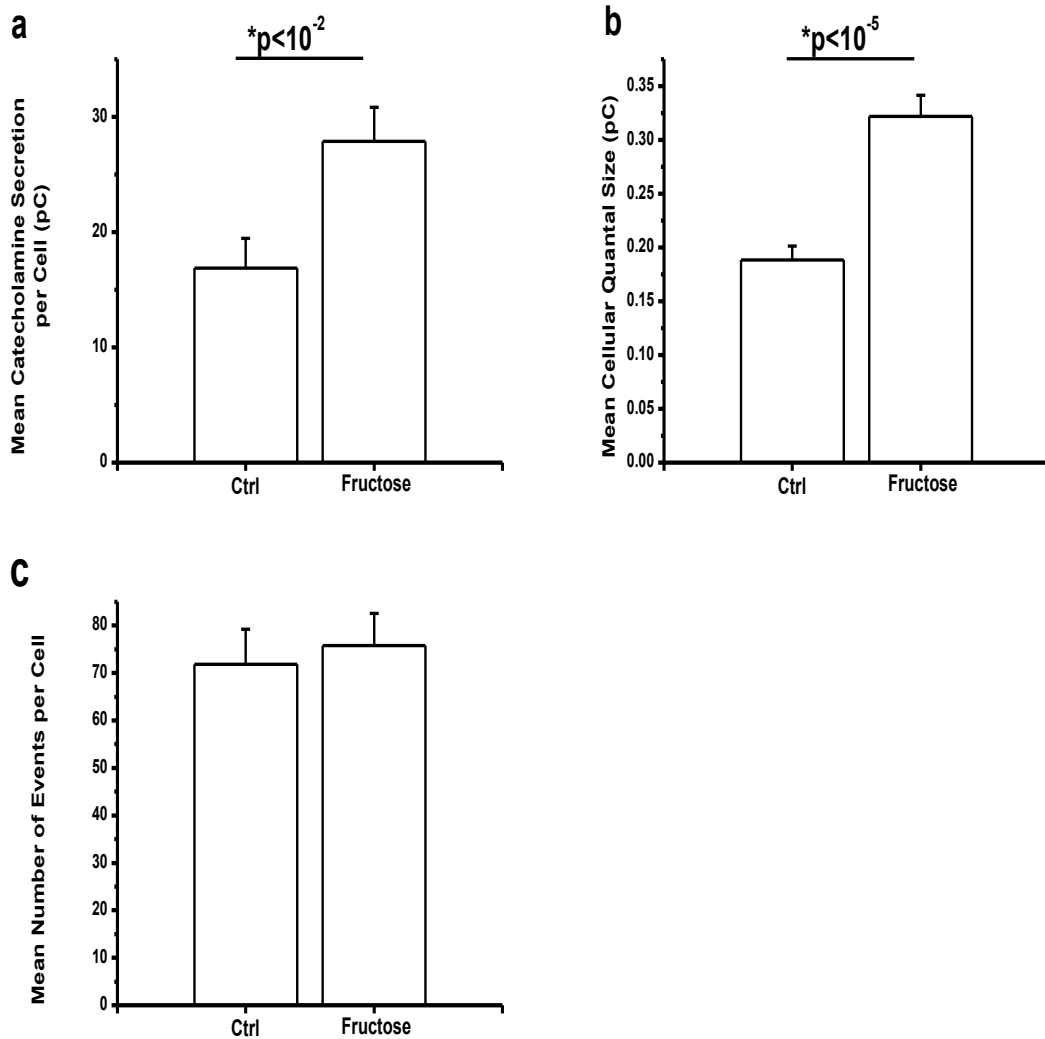 a
*p<10^-2
Mean Catecholamine Secretion
per Cell (pC)
30
20
10
0
Ctrl
Fructose
b
*p<10^-5
Mean Cellular Quantal Size (pC)
0.35
0.30
0.25
0.20
0.15
0.10
0.05
0.00
Ctrl
Fructose
c
Mean Number of Events per Cell
80
70
60
50
40
30
20
10
0
Ctrl
Fructose